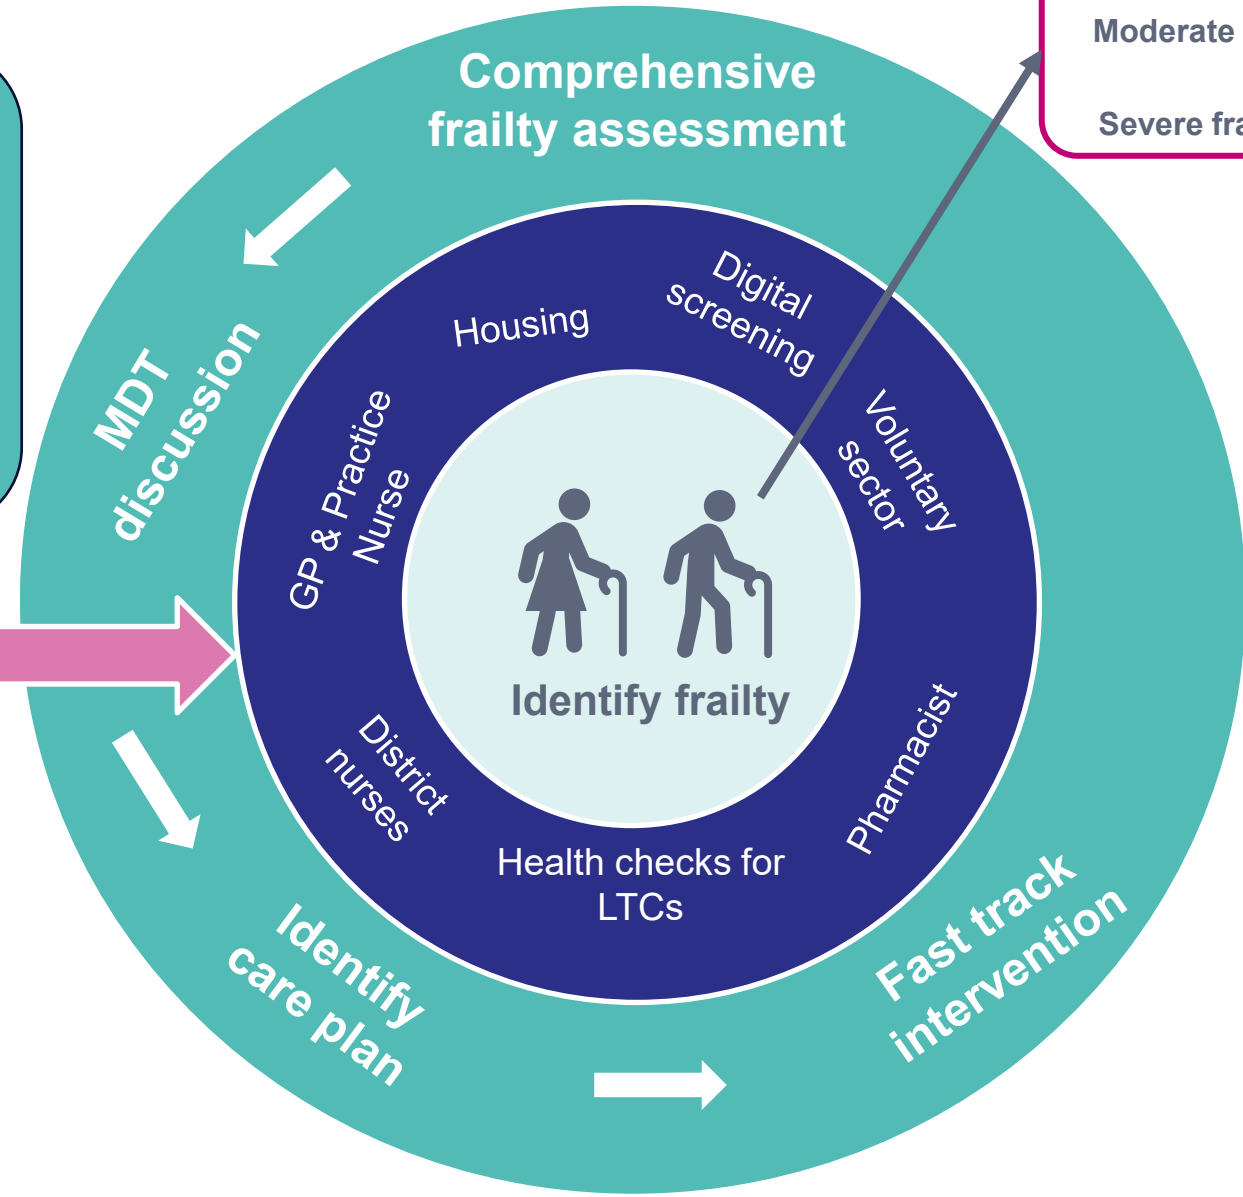 Moderate
Severe
Comprehensive
frailty assessment
MDT
discussion
Identify
care plan
Fast track
intervention
Housing
Digital
screening
Voluntary
sector
Pharmacist
Health checks for
LTCs
District
nurses
GP & Practice
Nurse
Identify frailty